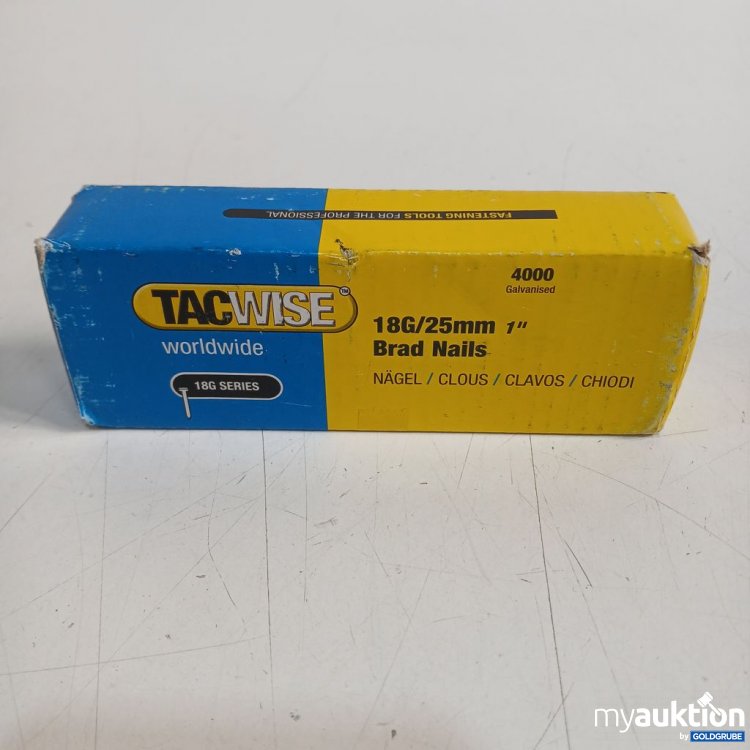 FASTENING TOOLS FOR THE PROFESSIONAL
4000
Galvanised
TACWISE™
worldwide
18G SERIES
18G/25mm 1"
Brad Nails
NÄGEL / CLOUS / CLAVOS / CHIODI
myauktion
by GOLDGRUBE